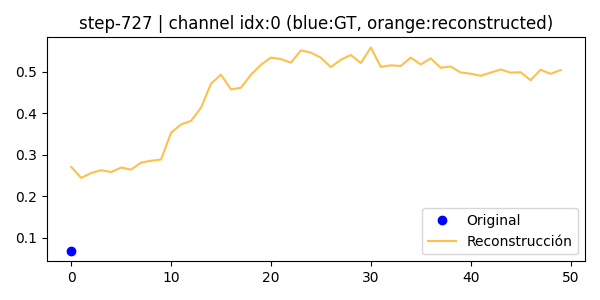 step-727 | channel idx:0 (blue:GT, orange:reconstructed)
0.5
0.4
0.3
0.2
0.1
Original
Reconstrucción
0 10 20 30 40 50